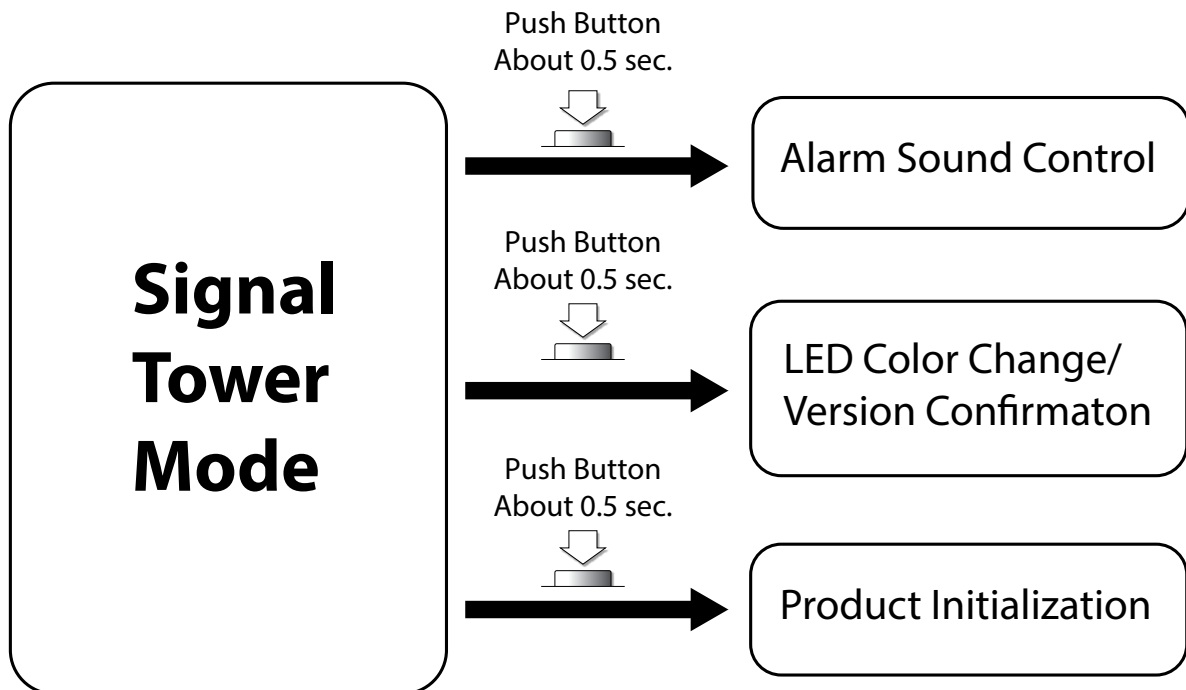 Push Button
About 0.5 sec.
Alarm Sound Control
Push Button
About 0.5 sec.
Signal
Tower
Mode
LED Color Change/
Version Confirmaton
Push Button
About 0.5 sec.
Product Initialization